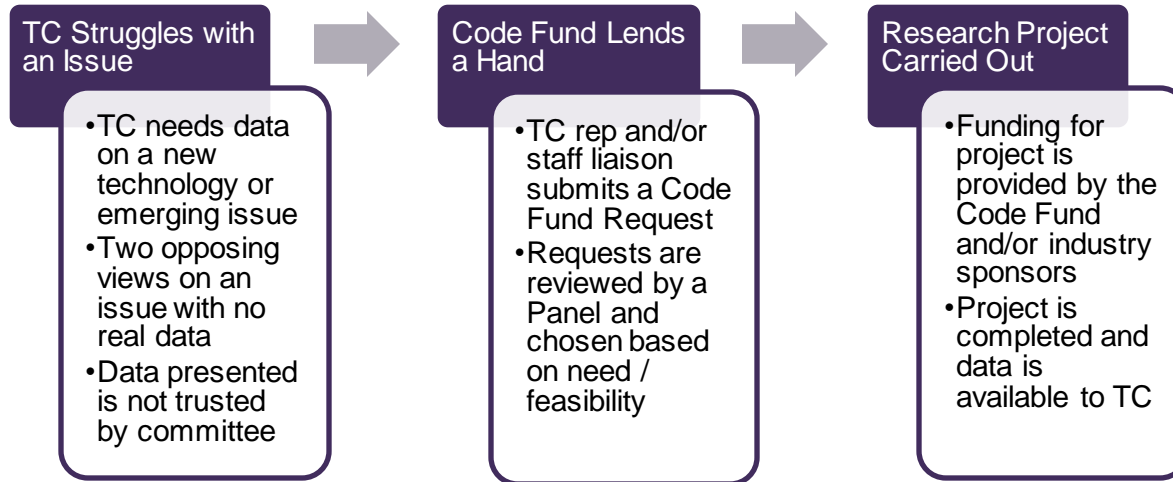 TC Struggles with
an Issue
•TC needs data
on a new
technology or
emerging issue
•Two opposing
views on an
issue with no
real data
•Data presented
is not trusted
by committee
Code Fund Lends
a Hand
•TC rep and/or
staff liaison
submits a Code
Fund Request
•Requests are
reviewed by a
Panel and
chosen based
on need /
feasibility
Research Project
Carried Out
•Funding for
project is
provided by the
Code Fund
and/or industry
sponsors
•Project is
completed and
data is
available to TC